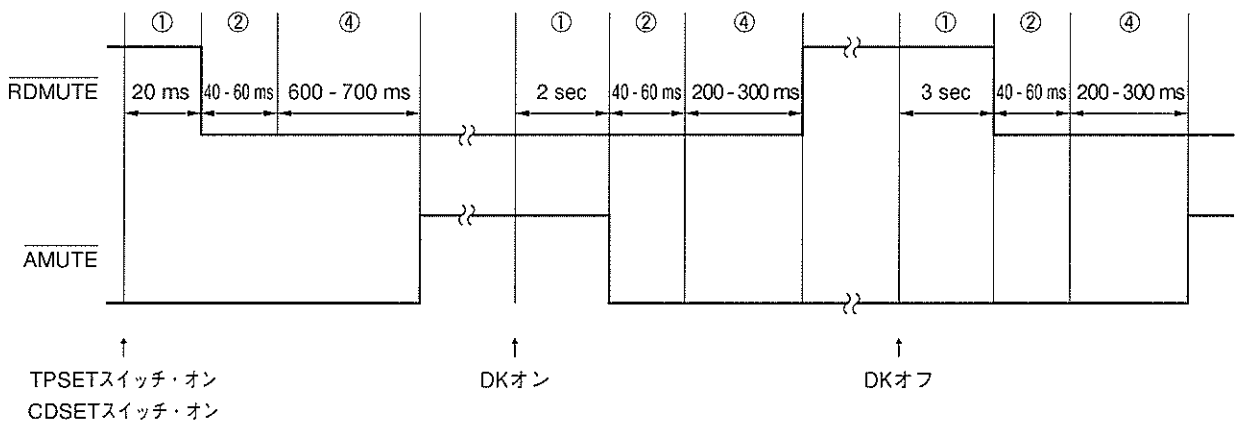 ① ② ④ ① ② ④ ① ② ④
RDMUTE
20 ms 40 - 60 ms 600 - 700 ms 2 sec 40 - 60 ms 200 - 300 ms 3 sec 40 - 60 ms 200 - 300 ms
AMUTE
TPSETスイッチ・オン DKオン DKオフ
CDSETスイッチ・オン